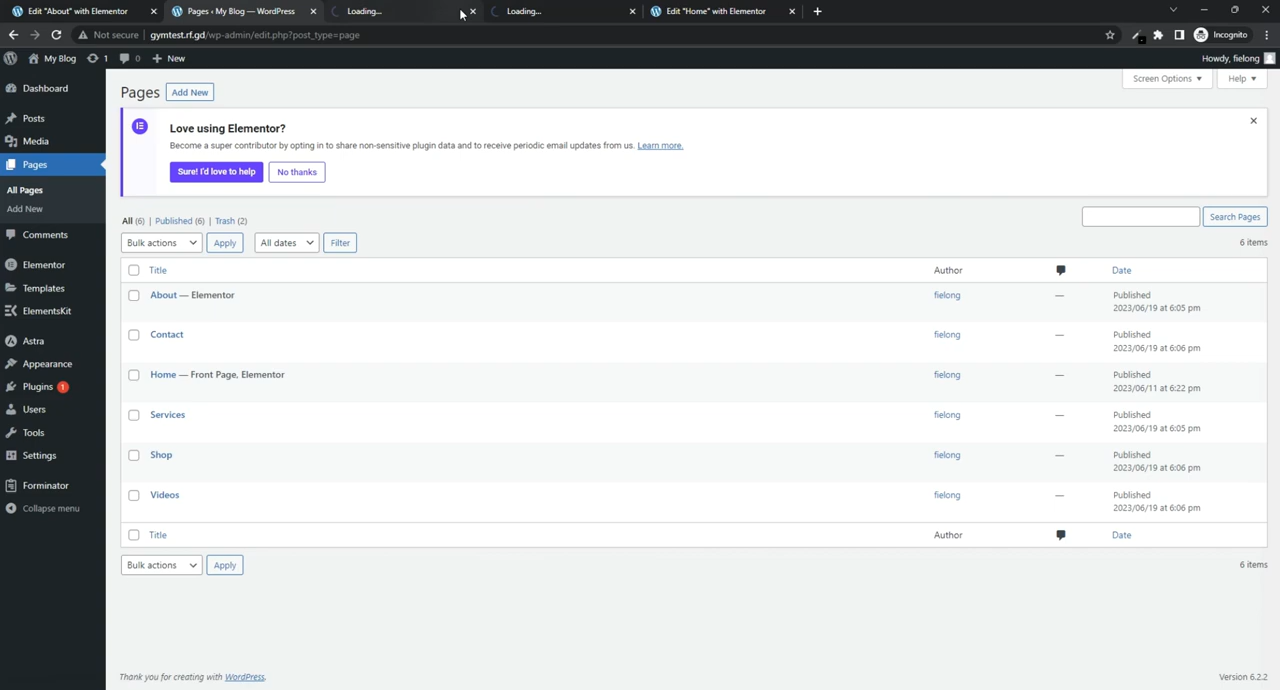 Edit "About" with Elementor
Pages ‹ My Blog — WordPress
Loading...
Loading...
Edit "Home" with Elementor
Not secure
gymtest.rf.gd/wp-admin/edit.php?post_type=page
Incognito
My Blog
1
0
New
Howdy, fielong
Dashboard
Posts
Media
Pages
All Pages
Add New
Comments
Elementor
Templates
ElementsKit
Astra
Appearance
Plugins 1
Users
Tools
Settings
Forminator
Collapse menu
Pages
Add New
Screen Options
Help
Love using Elementor?
Become a super contributor by opting in to share non-sensitive plugin data and to receive periodic email updates from us. Learn more.
Sure! I'd love to help
No thanks
All (6) | Published (6) | Trash (2)
Search Pages
Bulk actions
Apply
All dates
Filter
6 items
Title
Author
Date
About — Elementor
fielong
—
Published
2023/06/19 at 6:05 pm
Contact
fielong
—
Published
2023/06/19 at 6:06 pm
Home — Front Page, Elementor
fielong
—
Published
2023/06/11 at 6:22 pm
Services
fielong
—
Published
2023/06/19 at 6:05 pm
Shop
fielong
—
Published
2023/06/19 at 6:06 pm
Videos
fielong
—
Published
2023/06/19 at 6:06 pm
Title
Author
Date
Bulk actions
Apply
6 items
Thank you for creating with WordPress.
Version 6.2.2